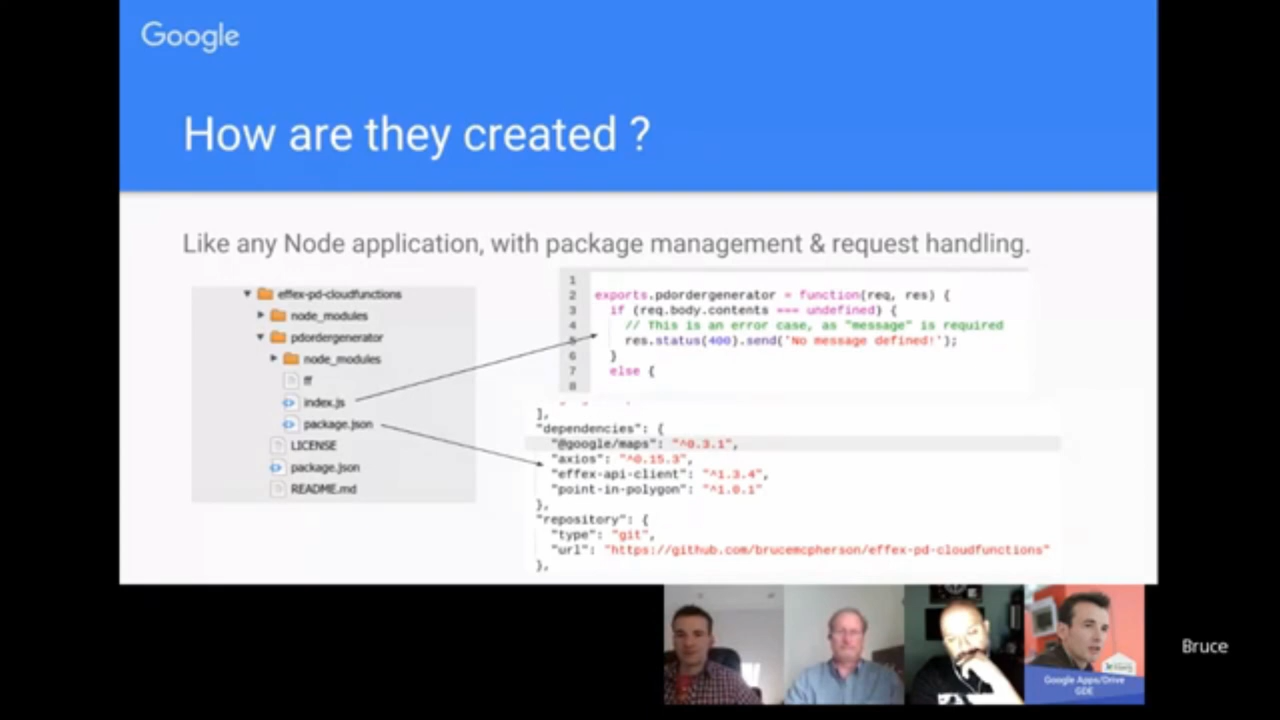 Google
How are they created ?
Like any Node application, with package management & request handling.
effex-pd-cloudfunctions
node_modules
pdordergenerator
node_modules
ff
index.js
package.json
LICENSE
package.json
README.md
1
2 exports.pdordergenerator = function(req, res) {
3 if (req.body.contents === undefined) {
4 // This is an error case, as "message" is required
5 res.status(400).send('No message defined!');
6 }
7 else {
8
],
"dependencies": {
"@google/maps": "^0.3.1",
"axios": "^0.15.3",
"effex-api-client": "^1.3.4",
"point-in-polygon": "^1.0.1"
},
"repository": {
"type": "git",
"url": "https://github.com/brucemcpherson/effex-pd-cloudfunctions"
},
Google Apps/Drive
GDE
Bruce